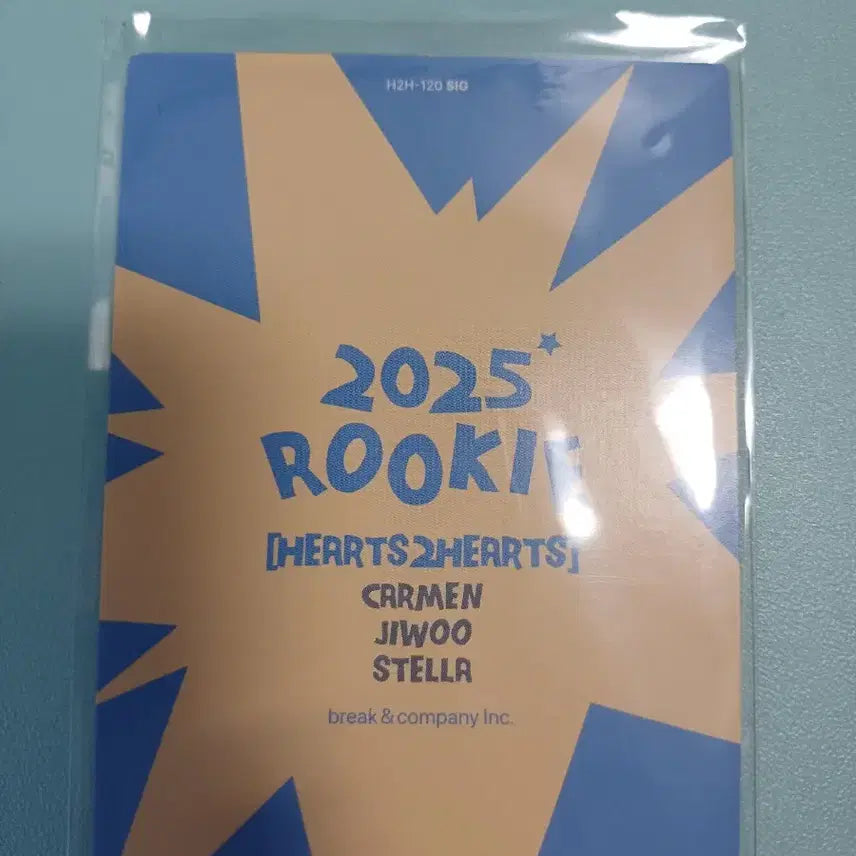 H2H-120 SIG
2025
ROOKIE
[HEARTS2HEARTS]
CARMEN
JIWOO
STELLA
break & company Inc.